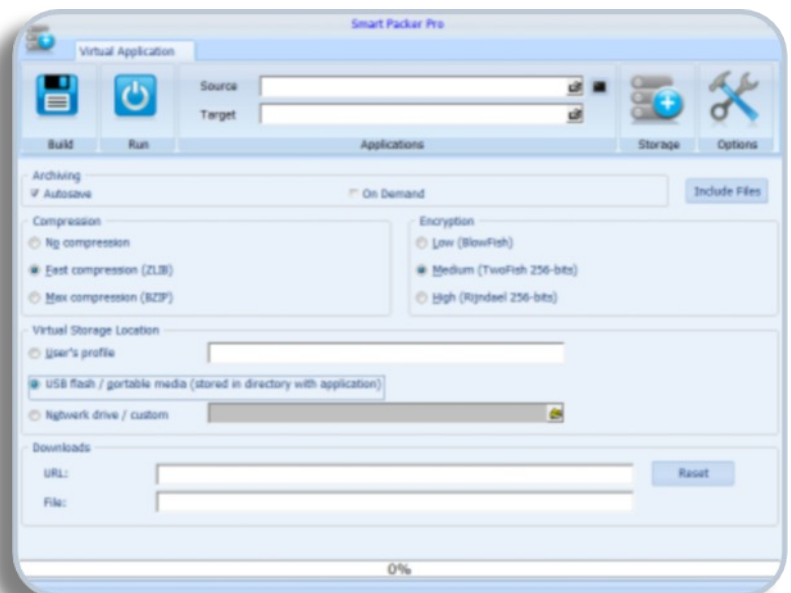 Smart Packer Pro
Virtual Application
Source
Target
Build Run Applications Storage Options
Archiving
Autosave On Demand Include Files
Compression Encryption
No compression Low (BlowFish)
Fast compression (ZLIB) Medium (TwoFish 256-bits)
Max compression (BZIP) High (Rijndael 256-bits)
Virtual Storage Location
User's profile
USB flash / portable media (stored in directory with application)
Network drive / custom
Downloads
URL: Reset
File:
0%